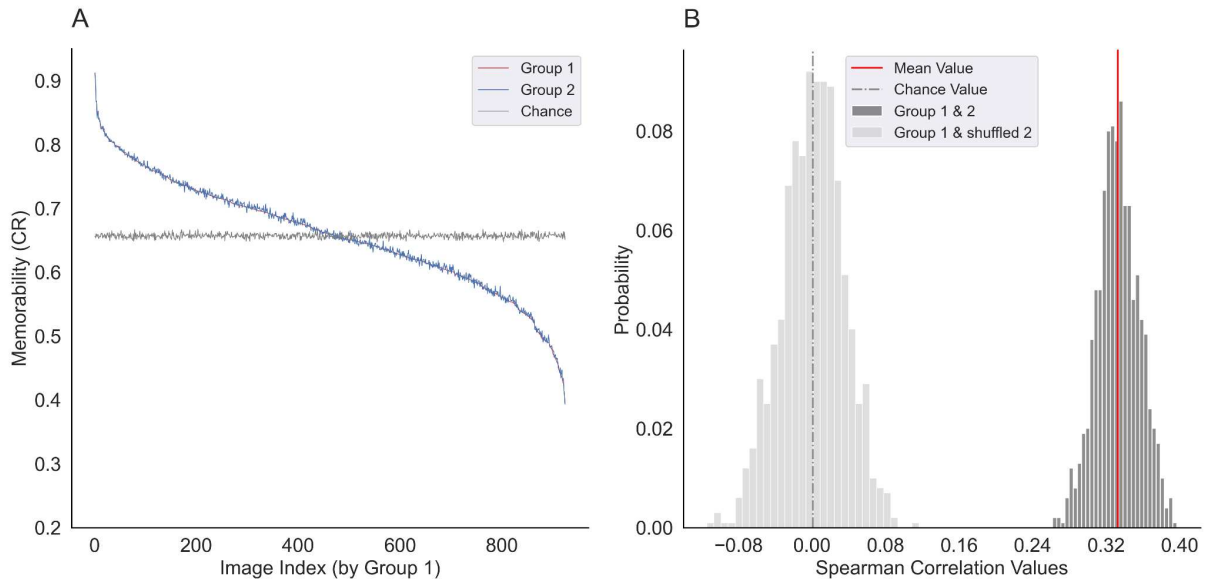 A
0.9
0.8
0.7
0.6
0.5
0.4
0.3
0.2
Memorability (CR)
0
200
400
600
800
Image Index (by Group 1)
Group 1
Group 2
Chance
B
0.08
0.06
0.04
0.02
0.00
Probability
−0.08
0.00
0.08
0.16
0.24
0.32
0.40
Spearman Correlation Values
Mean Value
Chance Value
Group 1 & 2
Group 1 & shuffled 2